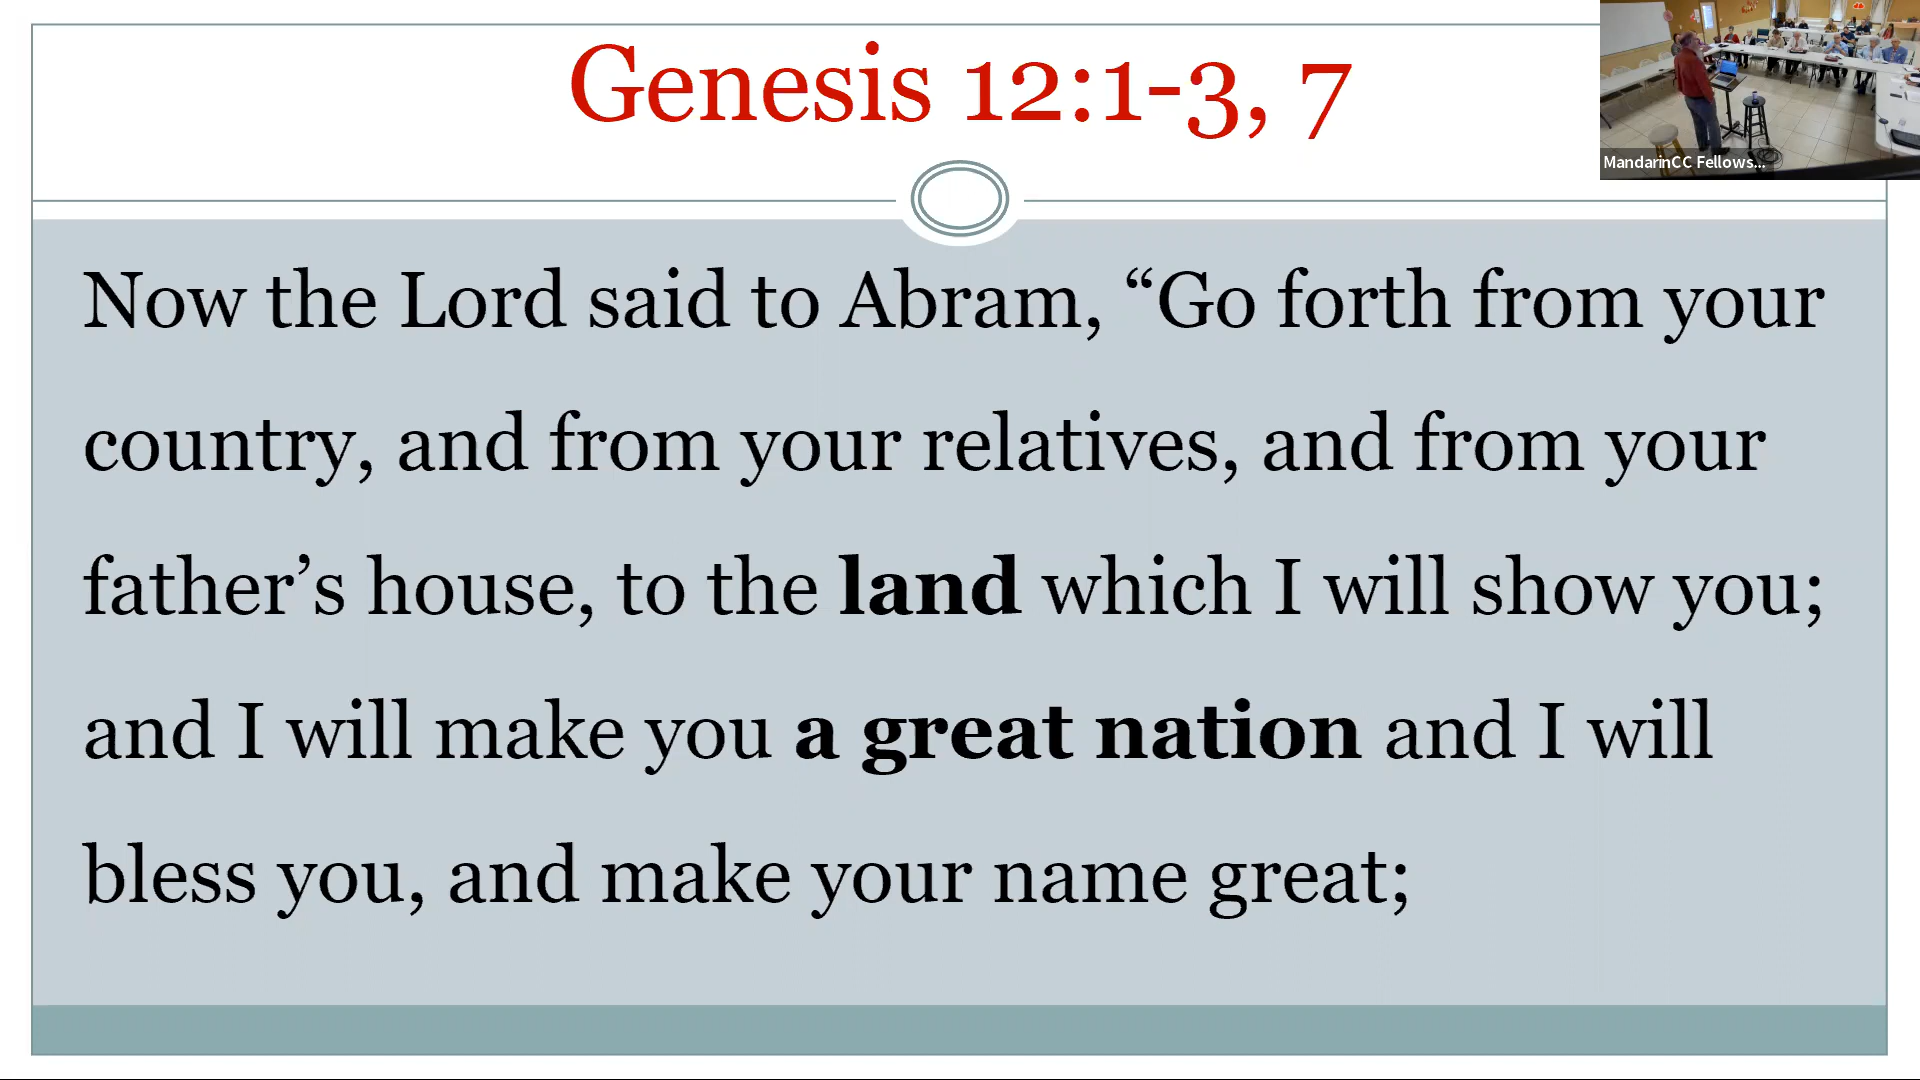 Genesis 12:1-3, 7
MandarinCC Fellows...
Now the Lord said to Abram, “Go forth from your
country, and from your relatives, and from your
father’s house, to the land which I will show you;
and I will make you a great nation and I will
bless you, and make your name great;